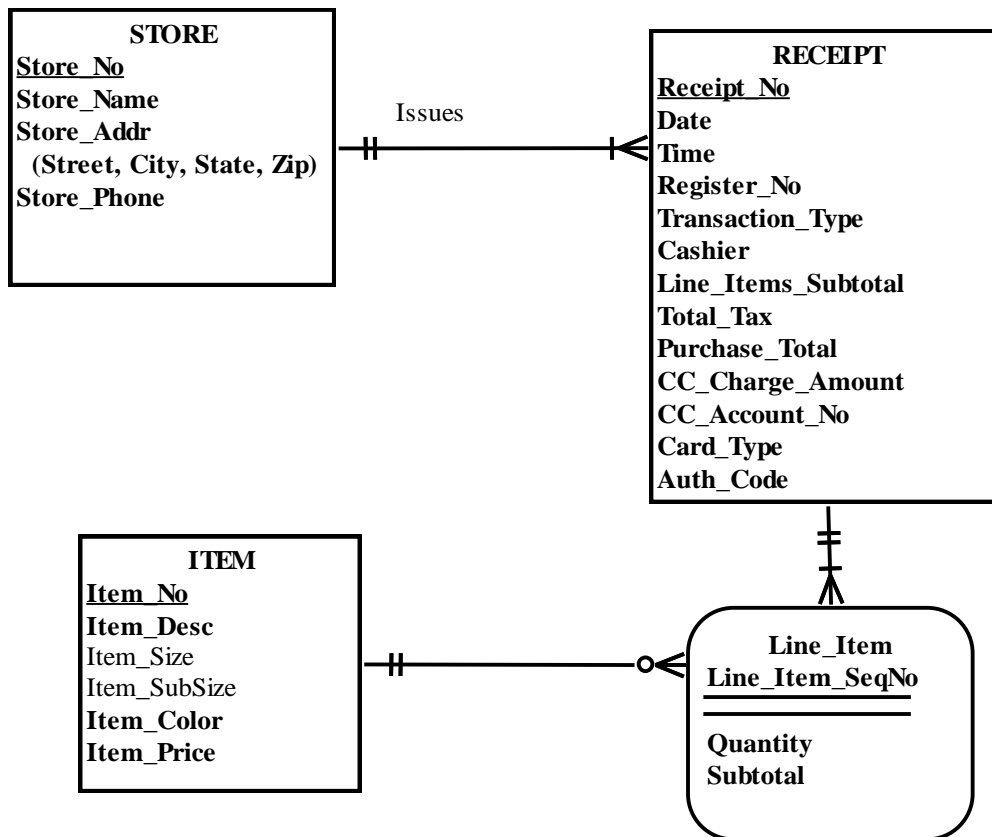 STORE
Store_No
Store_Name
Store_Addr
(Street, City, State, Zip)
Store_Phone
Issues
RECEIPT
Receipt_No
Date
Time
Register_No
Transaction_Type
Cashier
Line_Items_Subtotal
Total_Tax
Purchase_Total
CC_Charge_Amount
CC_Account_No
Card_Type
Auth_Code
ITEM
Item_No
Item_Desc
Item_Size
Item_SubSize
Item_Color
Item_Price
Line_Item
Line_Item_SeqNo
Quantity
Subtotal